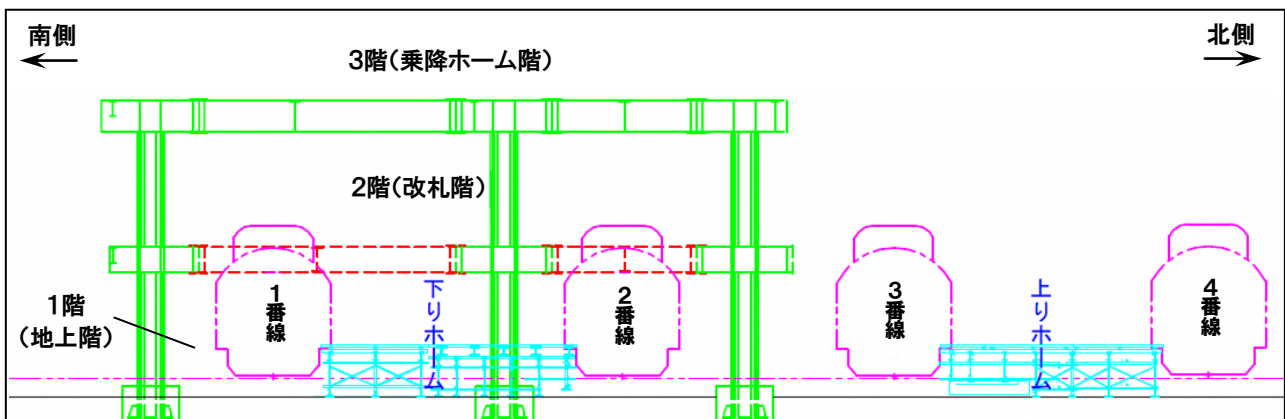 南側
北側
3階(乗降ホーム階)
2階(改札階)
1階
(地上階)
1番線
下りホーム
2番線
3番線
上りホーム
4番線